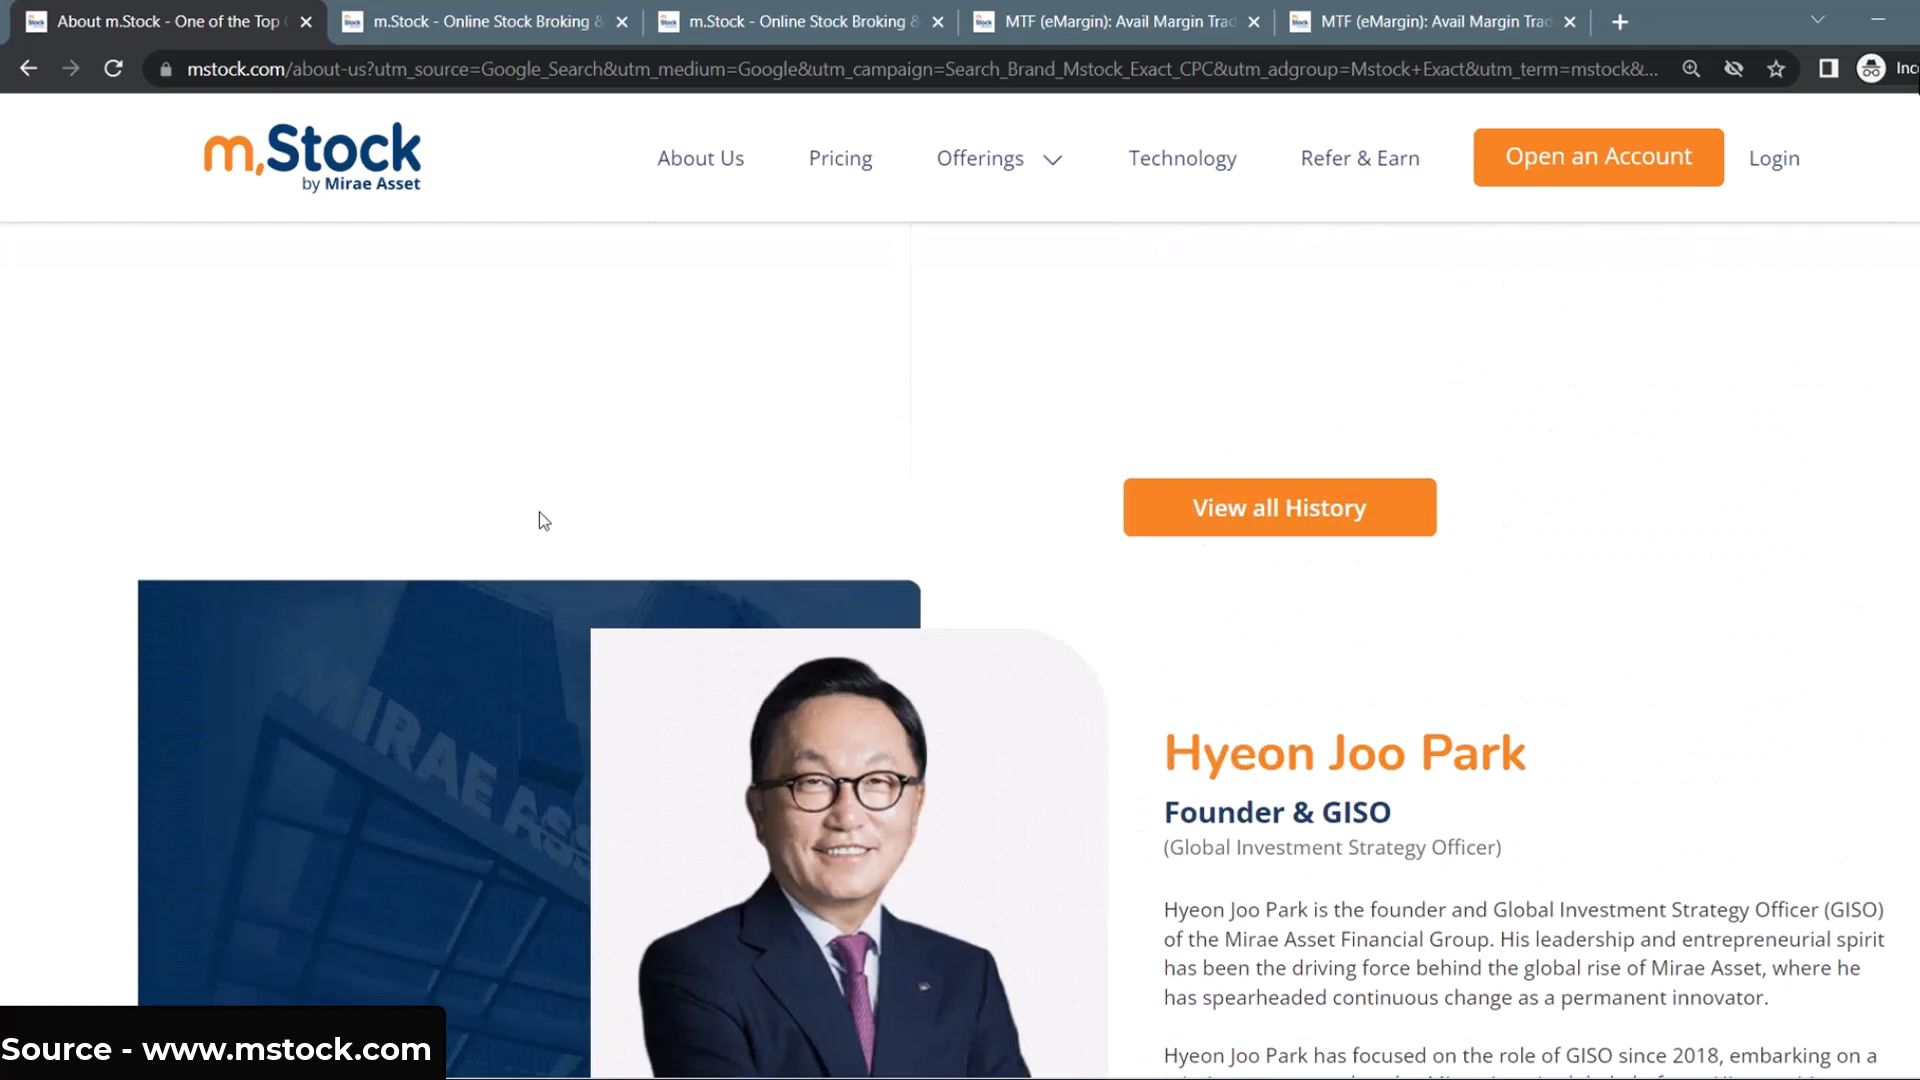 About m.Stock - One of the Top
m.Stock - Online Stock Broking &
m.Stock - Online Stock Broking &
MTF (eMargin): Avail Margin Trad
MTF (eMargin): Avail Margin Trad
mstock.com/about-us?utm_source=Google_Search&utm_medium=Google&utm_campaign=Search_Brand_Mstock_Exact_CPC&utm_adgroup=Mstock+Exact&utm_term=mstock&...
Inc
m.Stock
by Mirae Asset
About Us
Pricing
Offerings
Technology
Refer & Earn
Open an Account
Login
View all History
MIRAE ASS
Hyeon Joo Park
Founder & GISO
(Global Investment Strategy Officer)
Hyeon Joo Park is the founder and Global Investment Strategy Officer (GISO)
of the Mirae Asset Financial Group. His leadership and entrepreneurial spirit
has been the driving force behind the global rise of Mirae Asset, where he
has spearheaded continuous change as a permanent innovator.
Hyeon Joo Park has focused on the role of GISO since 2018, embarking on a
Source - www.mstock.com